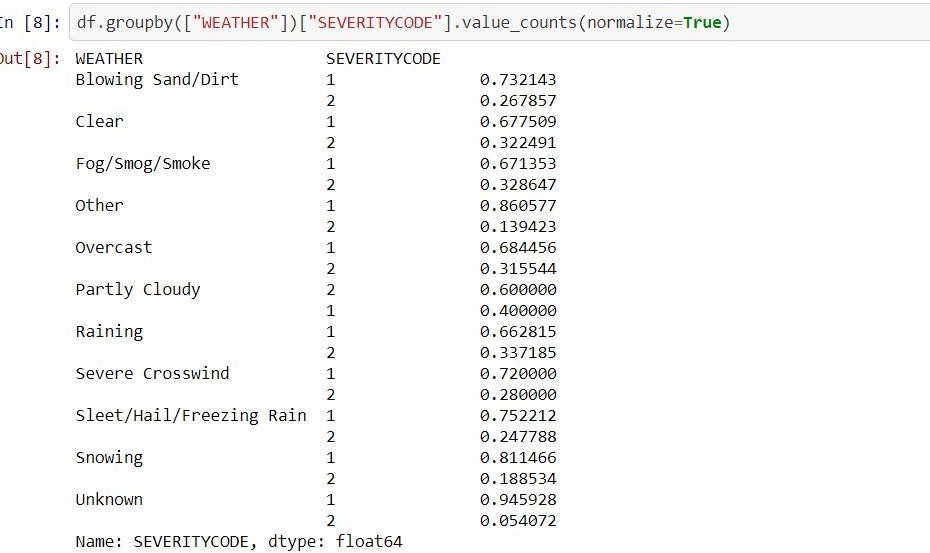 In [8]: df.groupby(["WEATHER"])["SEVERITYCODE"].value_counts(normalize=True)
Out[8]: WEATHER SEVERITYCODE
Blowing Sand/Dirt 1 0.732143
2 0.267857
Clear 1 0.677509
2 0.322491
Fog/Smog/Smoke 1 0.671353
2 0.328647
Other 1 0.860577
2 0.139423
Overcast 1 0.684456
2 0.315544
Partly Cloudy 2 0.600000
1 0.400000
Raining 1 0.662815
2 0.337185
Severe Crosswind 1 0.720000
2 0.280000
Sleet/Hail/Freezing Rain 1 0.752212
2 0.247788
Snowing 1 0.811466
2 0.188534
Unknown 1 0.945928
2 0.054072
Name: SEVERITYCODE, dtype: float64